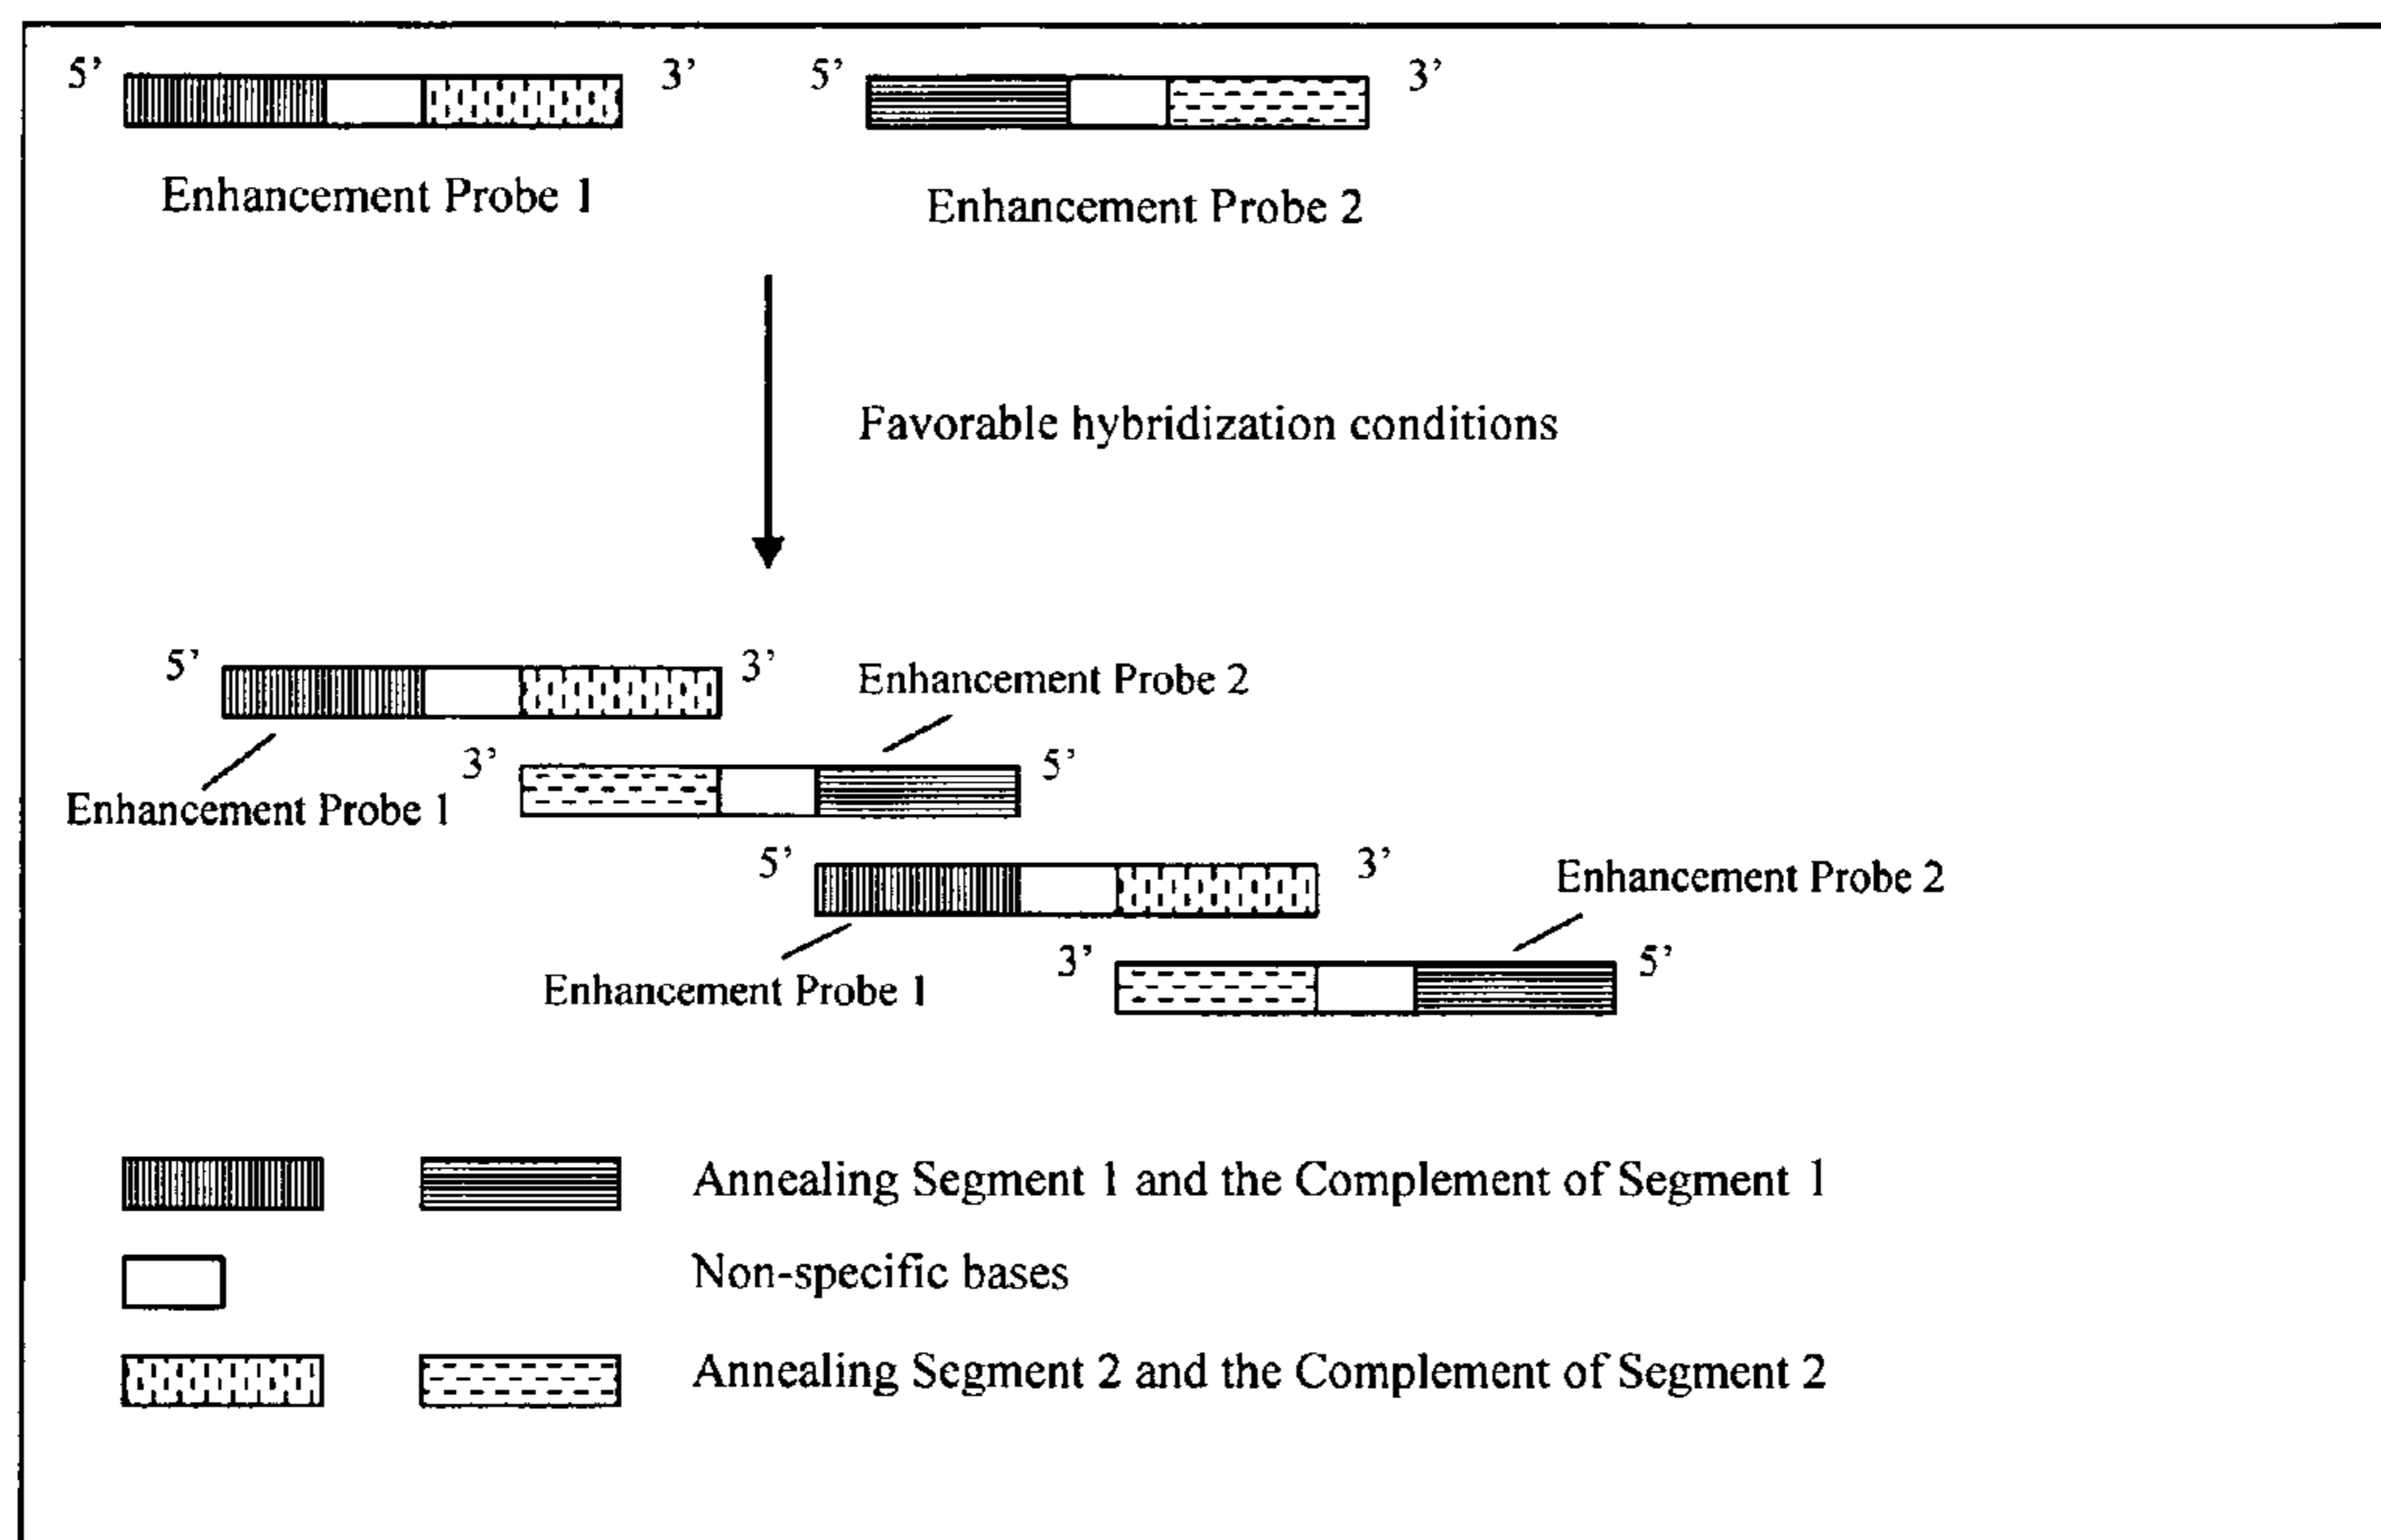 5’ 3’ 5’ 3’
Enhancement Probe 1 Enhancement Probe 2
Favorable hybridization conditions
5’ 3’ Enhancement Probe 2
3’ 5’
Enhancement Probe 1
5’ 3’ Enhancement Probe 2
3’ 5’
Enhancement Probe 1
Annealing Segment 1 and the Complement of Segment 1
Non-specific bases
Annealing Segment 2 and the Complement of Segment 2